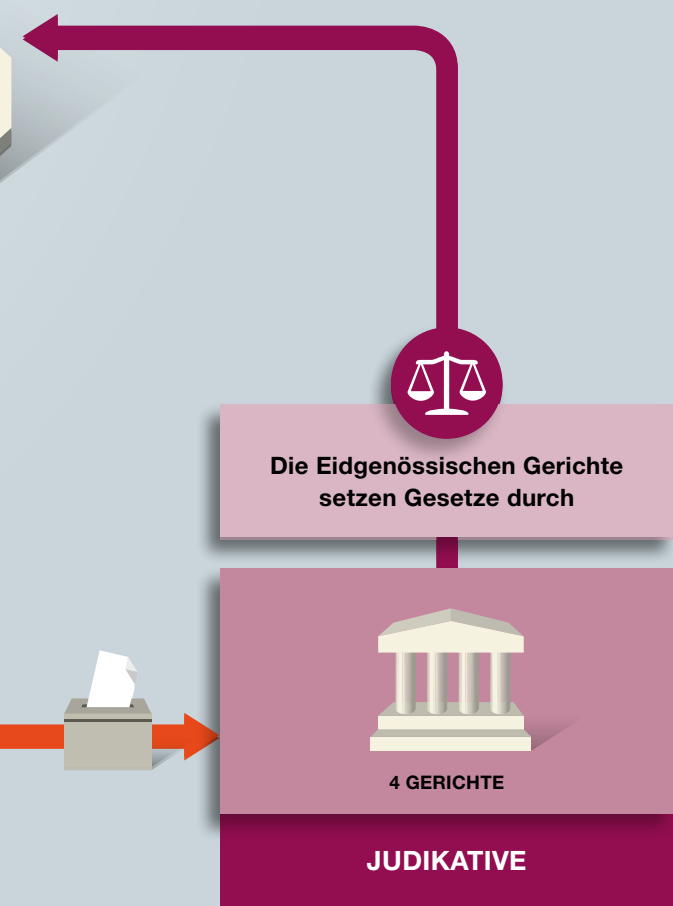 Die Eidgenössischen Gerichte
setzen Gesetze durch
4 GERICHTE
JUDIKATIVE